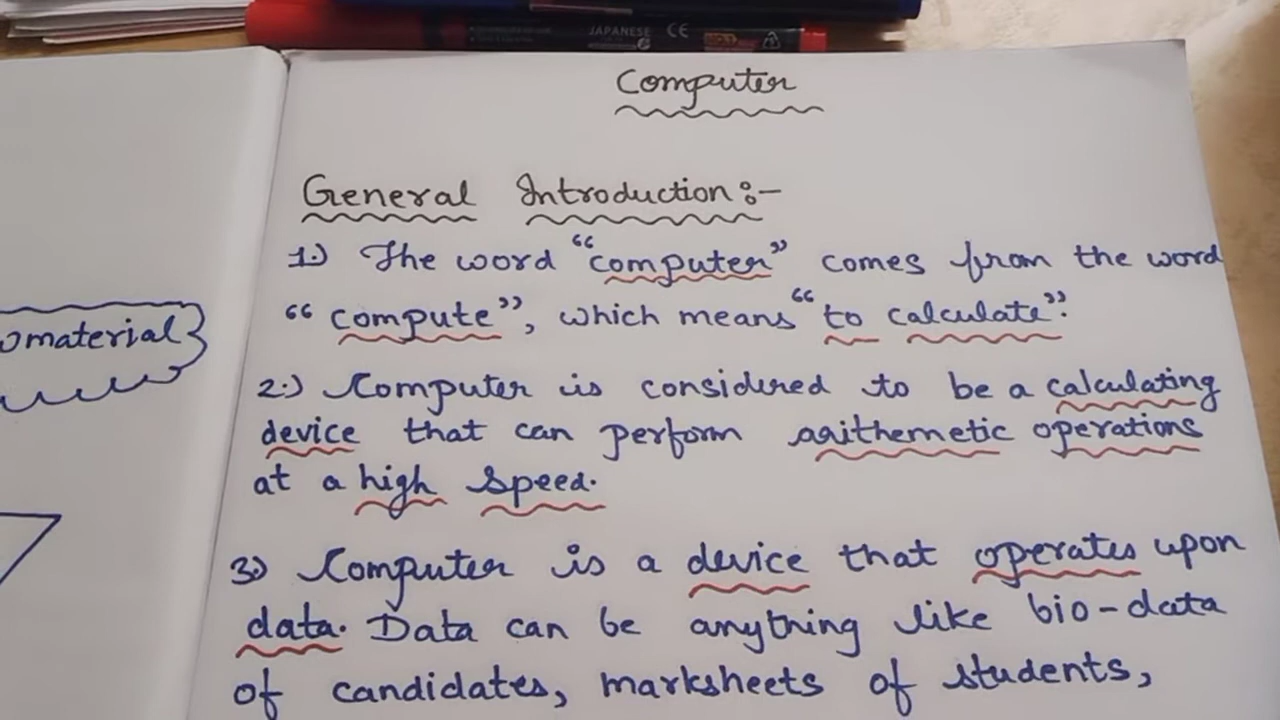 JAPANESE CE
Computer
General Introduction :-
1.) The word "computer" comes from the word
"compute", which means "to calculate".
omaterial
2.) Computer is considered to be a calculating
device that can perform arithemetic operations
at a high speed.
3) Computer is a device that operates upon
data. Data can be anything like bio-data
of candidates, marksheets of students,